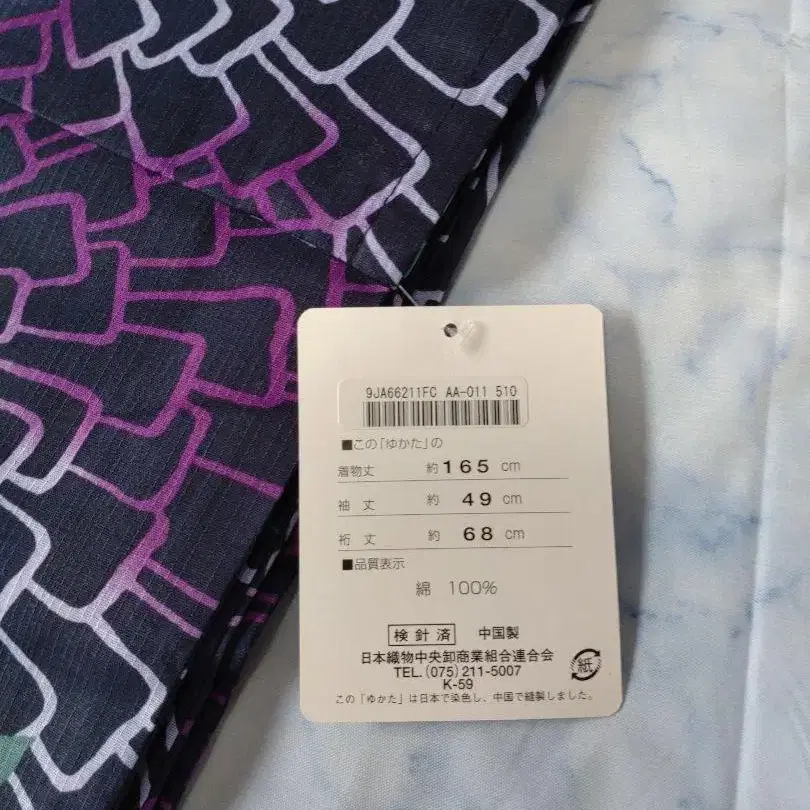 9JA66211FC AA-011 510
■この「ゆかた」の
着物丈 約165 cm
袖 丈 約 49 cm
裄 丈 約 68 cm
■品質表示
綿 100%
検針済 中国製
日本織物中央卸商業組合連合会
TEL.(075)211-5007
K-59
紙
この「ゆかた」は日本で染色し、中国で縫製しました。